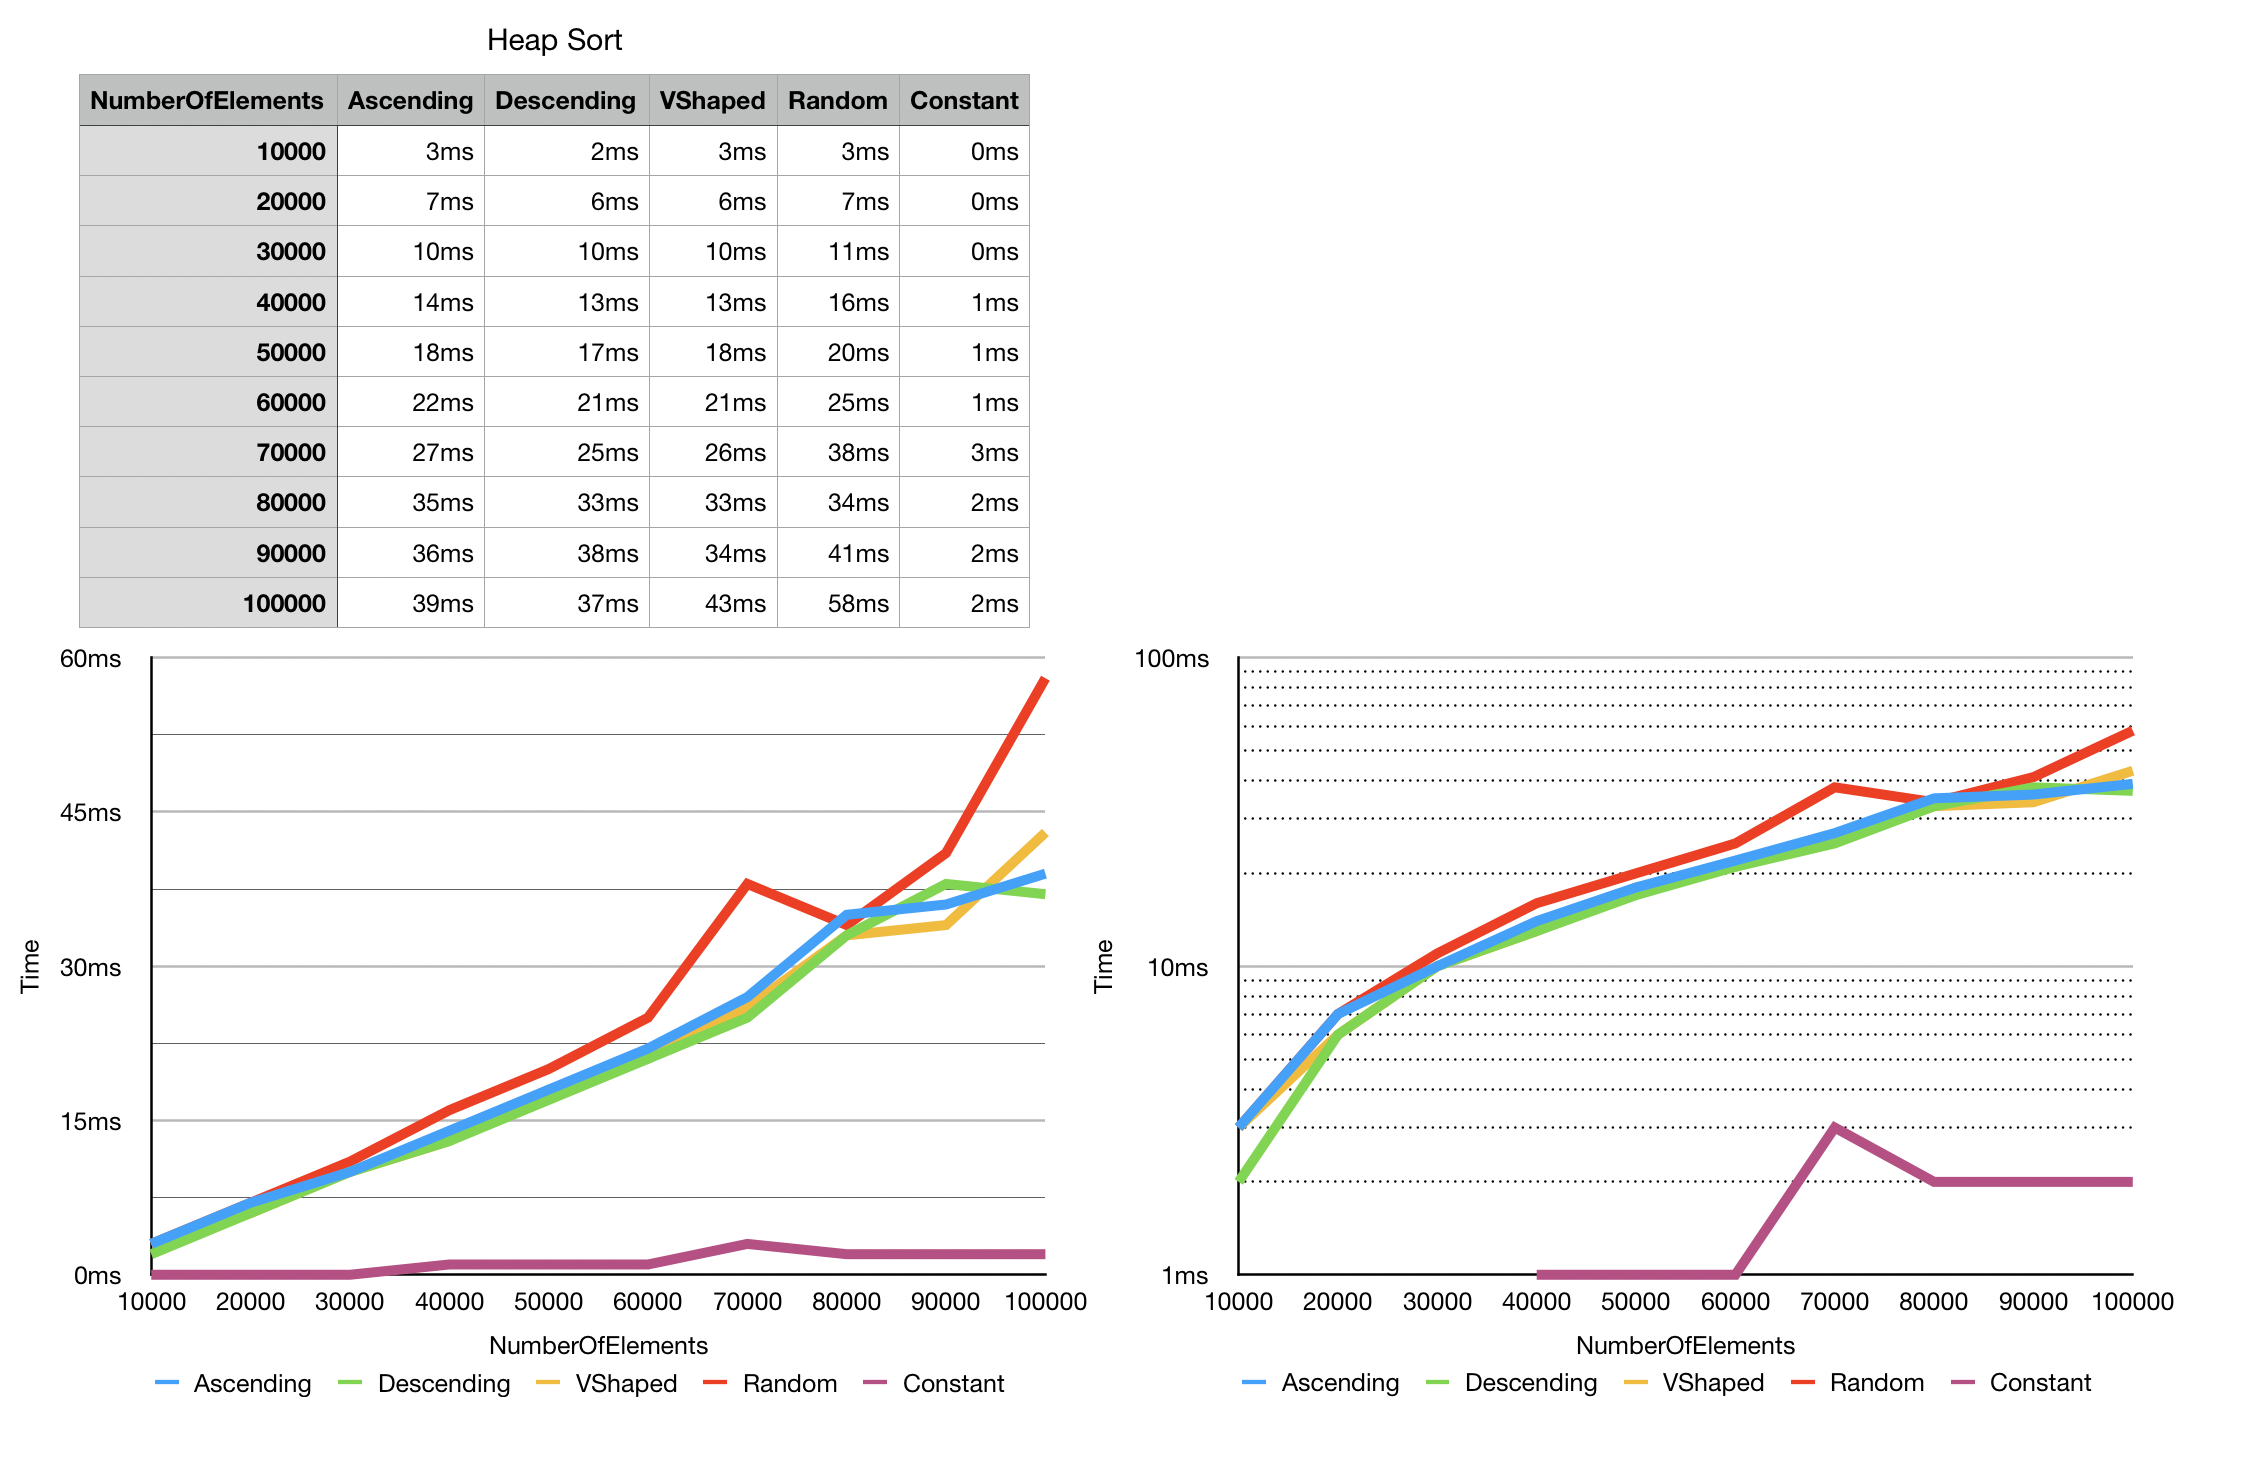 Heap Sort
NumberOfElements Ascending Descending VShaped Random Constant
10000 3ms 2ms 3ms 3ms 0ms
20000 7ms 6ms 6ms 7ms 0ms
30000 10ms 10ms 10ms 11ms 0ms
40000 14ms 13ms 13ms 16ms 1ms
50000 18ms 17ms 18ms 20ms 1ms
60000 22ms 21ms 21ms 25ms 1ms
70000 27ms 25ms 26ms 38ms 3ms
80000 35ms 33ms 33ms 34ms 2ms
90000 36ms 38ms 34ms 41ms 2ms
100000 39ms 37ms 43ms 58ms 2ms
60ms
45ms
30ms
15ms
0ms
Time
10000 20000 30000 40000 50000 60000 70000 80000 90000 100000
NumberOfElements
Ascending Descending VShaped Random Constant
100ms
10ms
1ms
Time
10000 20000 30000 40000 50000 60000 70000 80000 90000 100000
NumberOfElements
Ascending Descending VShaped Random Constant